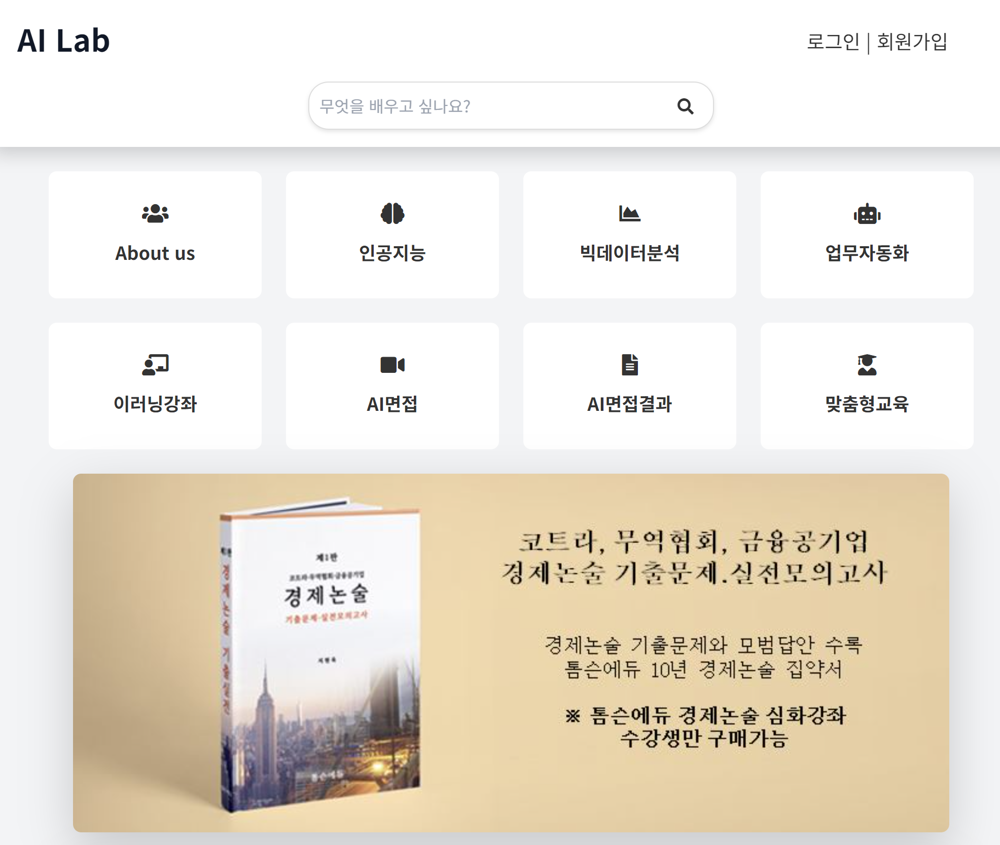 AI Lab
로그인 | 회원가입
무엇을 배우고 싶나요?
About us
인공지능
빅데이터분석
업무자동화
이러닝강좌
AI면접
AI면접결과
맞춤형교육
제1판
코트라·무역협회·금융공기업
경제논술
기출문제·실전모의고사
톰슨에듀
경제논술 기출실전
코트라, 무역협회, 금융공기업
경제논술 기출문제.실전모의고사
경제논술 기출문제와 모범답안 수록
톰슨에듀 10년 경제논술 집약서
※ 톰슨에듀 경제논술 심화강좌
수강생만 구매가능